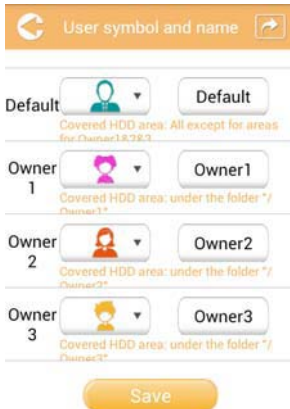 User symbol and name
Default
Default
Covered HDD area: All except for areas
for Owner1&2&3
Owner
1
Owner1
Covered HDD area: under the folder "/
Owner1"
Owner
2
Owner2
Covered HDD area: under the folder "/
Owner2"
Owner
3
Owner3
Covered HDD area: under the folder "/
Owner3"
Save